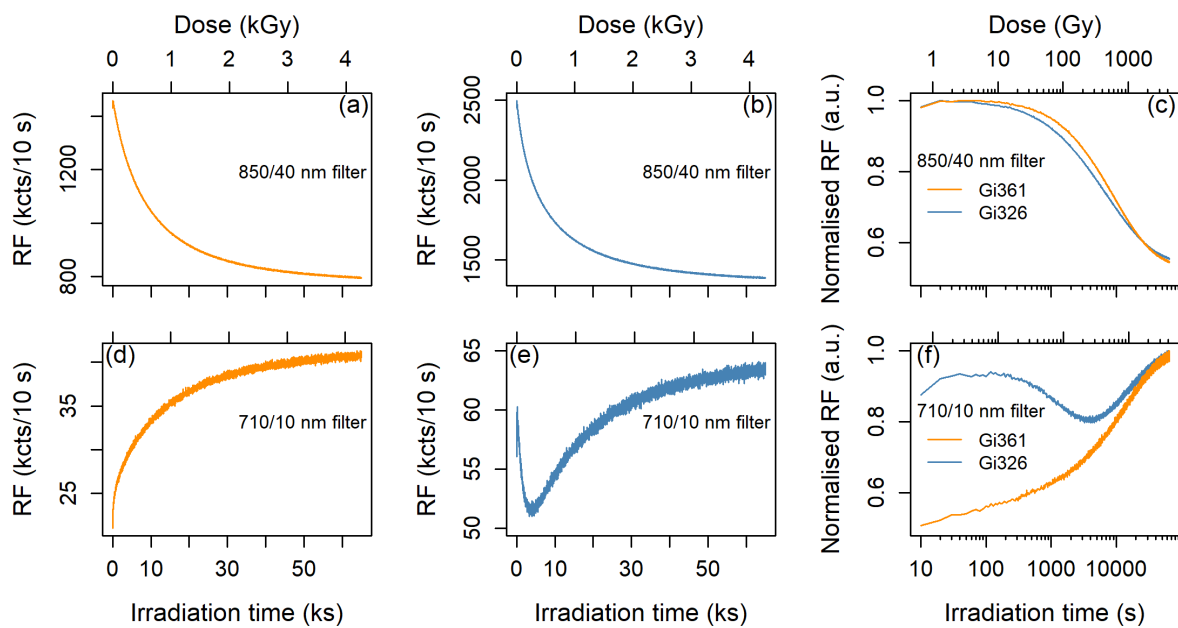 Dose (kGy)
0 1 2 3 4
RF (kcts/10 s)
800 1200
(a)
850/40 nm filter
Dose (kGy)
0 1 2 3 4
RF (kcts/10 s)
1500 2000 2500
(b)
850/40 nm filter
Dose (Gy)
1 10 100 1000
Normalised RF (a.u.)
0.6 0.8 1.0
(c)
850/40 nm filter
Gi361
Gi326
RF (kcts/10 s)
25 35
(d)
710/10 nm filter
0 10 30 50
Irradiation time (ks)
RF (kcts/10 s)
50 55 60 65
(e)
710/10 nm filter
0 10 30 50
Irradiation time (ks)
Normalised RF (a.u.)
0.6 0.8 1.0
(f)
710/10 nm filter
Gi361
Gi326
10 100 1000 10000
Irradiation time (s)